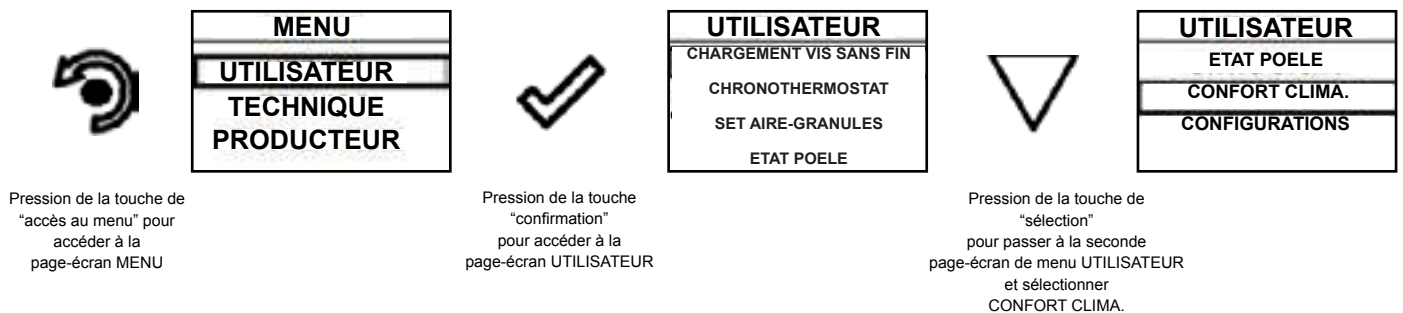 MENU
UTILISATEUR
TECHNIQUE
PRODUCTEUR
UTILISATEUR
CHARGEMENT VIS SANS FIN
CHRONOTHERMOSTAT
SET AIRE-GRANULES
ETAT POELE
UTILISATEUR
ETAT POELE
CONFORT CLIMA.
CONFIGURATIONS
Pression de la touche de
“accès au menu” pour
accéder à la
page-écran MENU
Pression de la touche
“confirmation”
pour accéder à la
page-écran UTILISATEUR
Pression de la touche de
“sélection”
pour passer à la seconde
page-écran de menu UTILISATEUR
et sélectionner
CONFORT CLIMA.